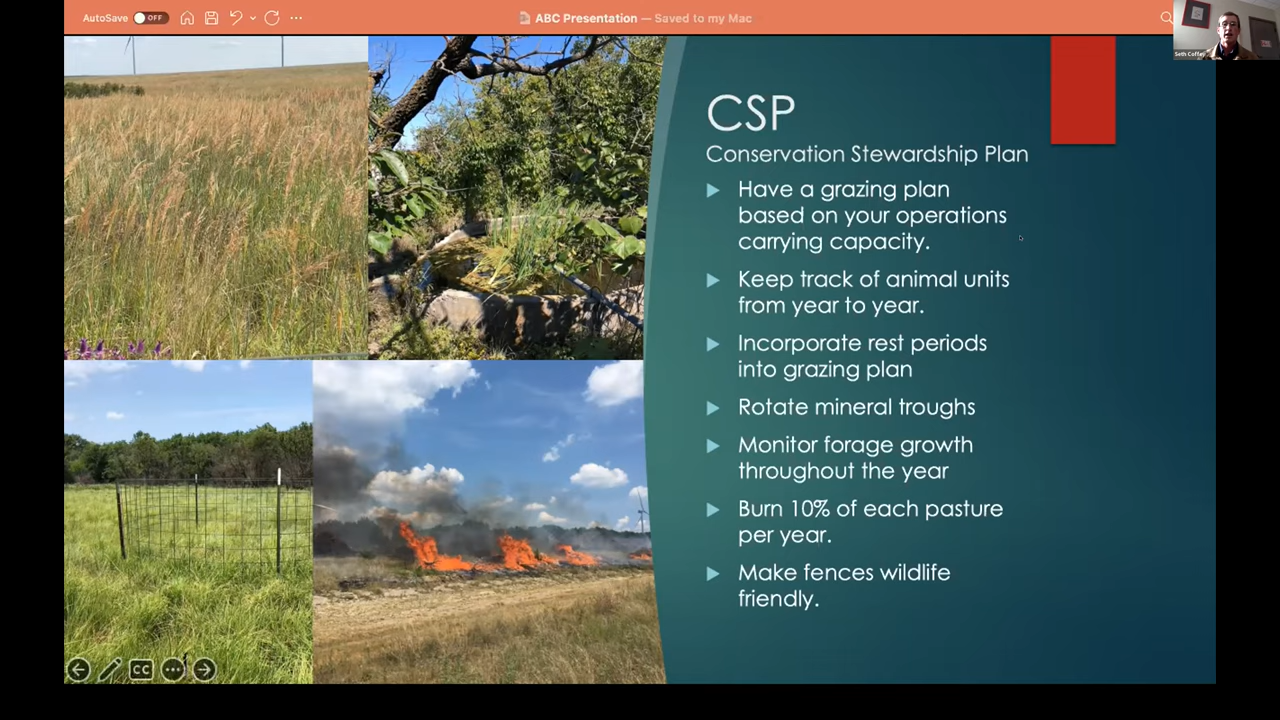 AutoSave OFF
ABC Presentation — Saved to my Mac
Seth Coffey
CSP
Conservation Stewardship Plan
Have a grazing plan
based on your operations
carrying capacity.
Keep track of animal units
from year to year.
Incorporate rest periods
into grazing plan
Rotate mineral troughs
Monitor forage growth
throughout the year
Burn 10% of each pasture
per year.
Make fences wildlife
friendly.
CC